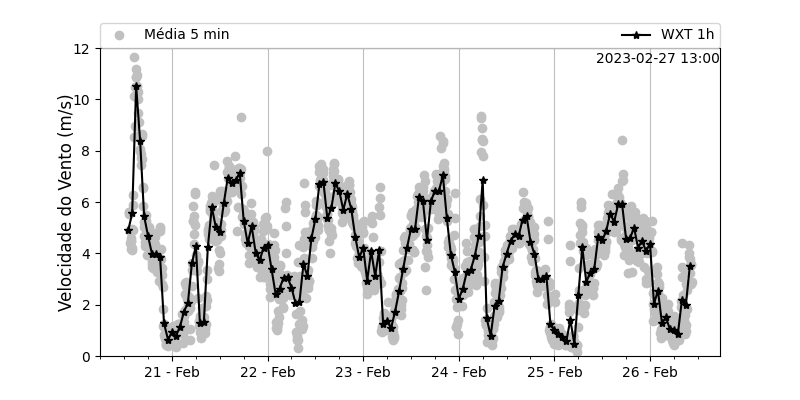 Média 5 min
WXT 1h
2023-02-27 13:00
Velocidade do Vento (m/s)
12
10
8
6
4
2
0
21 - Feb
22 - Feb
23 - Feb
24 - Feb
25 - Feb
26 - Feb